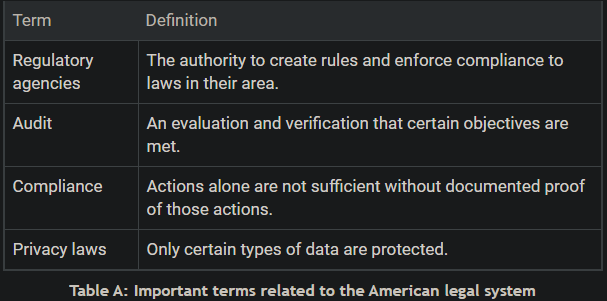 Term Definition
Regulatory agencies The authority to create rules and enforce compliance to
laws in their area.
Audit An evaluation and verification that certain objectives are
met.
Compliance Actions alone are not sufficient without documented proof
of those actions.
Privacy laws Only certain types of data are protected.
Table A: Important terms related to the American legal system